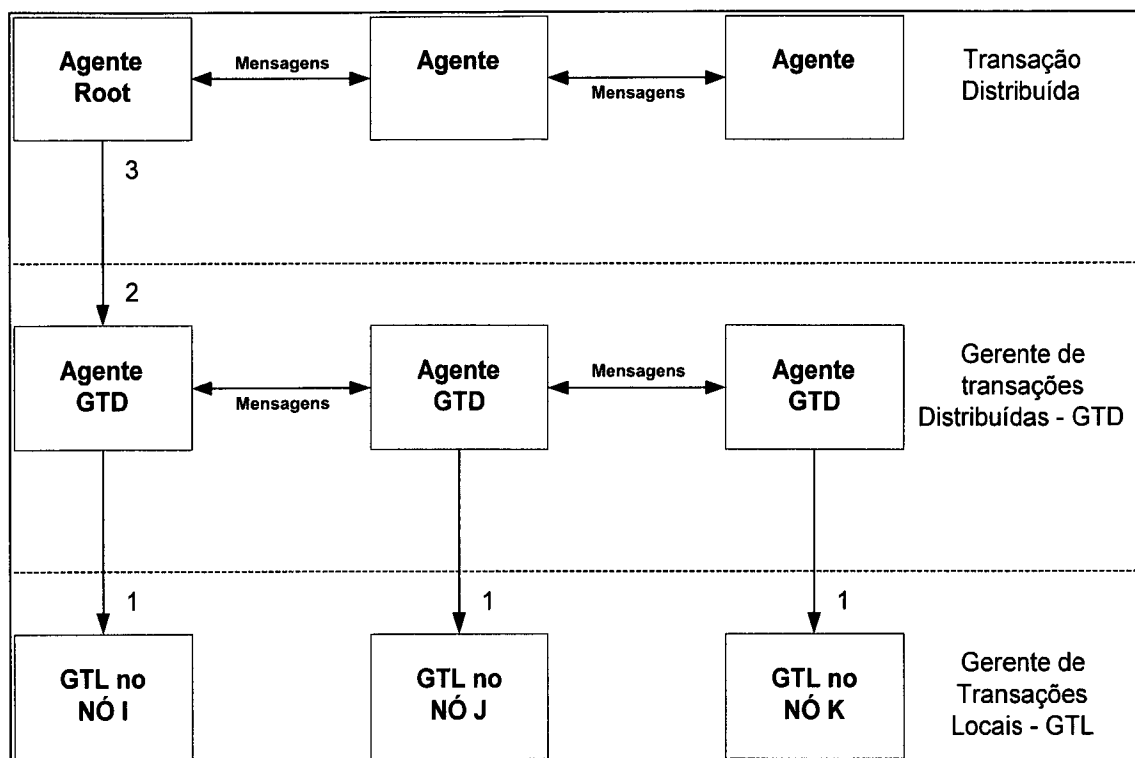 Agente
Root
Mensagens
Agente
Mensagens
Agente
Transação
Distribuída
3
2
Agente
GTD
Mensagens
Agente
GTD
Mensagens
Agente
GTD
Gerente de
transações
Distribuídas - GTD
1
1
1
GTL no
NÓ I
GTL no
NÓ J
GTL no
NÓ K
Gerente de
Transações
Locais - GTL